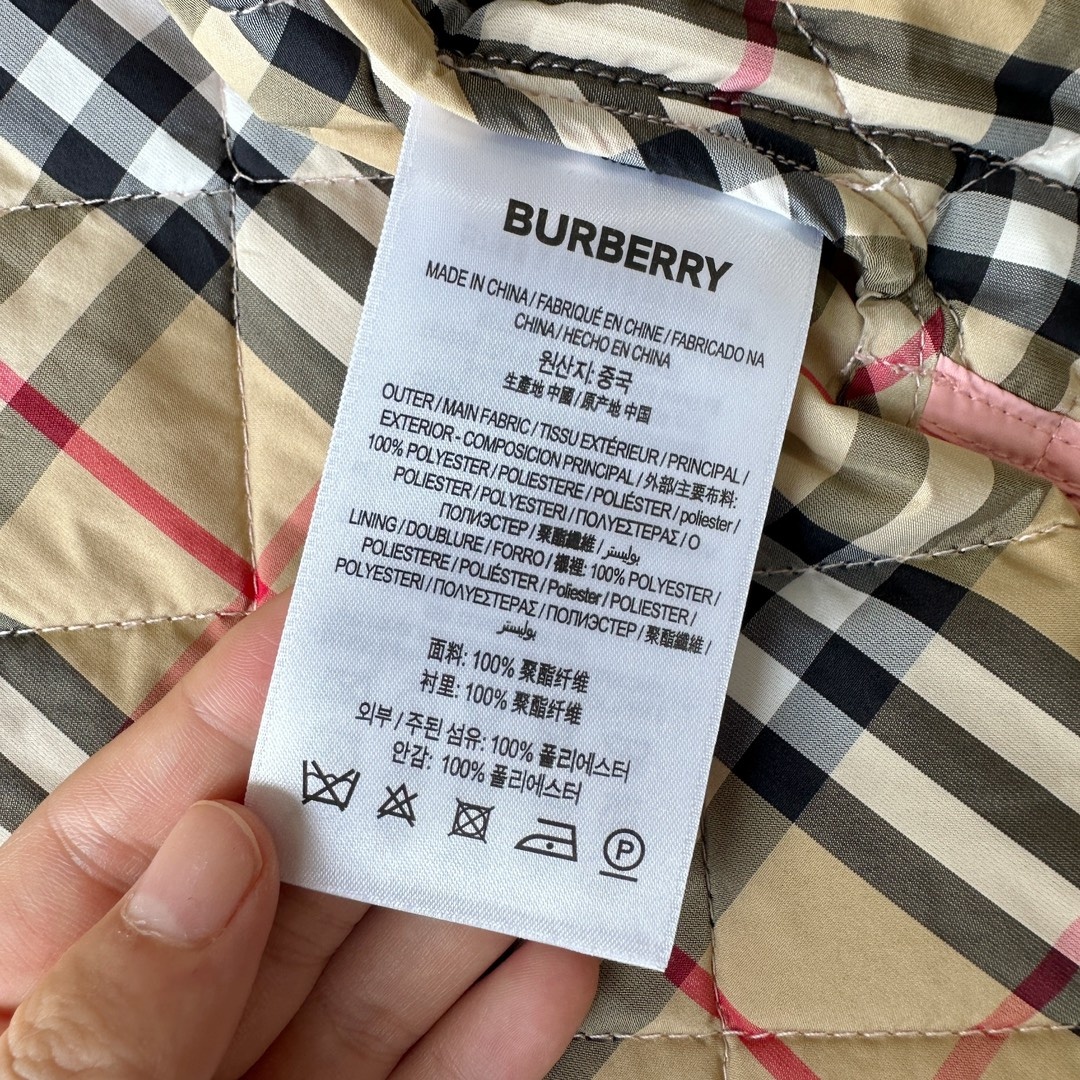 BURBERRY
MADE IN CHINA / FABRIQUÉ EN CHINE / FABRICADO NA
CHINA / HECHO EN CHINA
원산지: 중국
生產地 中國 / 原产地 中国
OUTER / MAIN FABRIC / TISSU EXTÉRIEUR / PRINCIPAL /
EXTERIOR - COMPOSICION PRINCIPAL / 外部/主要布料:
100% POLYESTER / POLIESTERE / POLIÉSTER / poliester /
POLIESTER / POLYESTERI / ΠΟΛΥΕΣΤΕΡΑΣ / O
ПОЛИЭСТЕР / 聚酯纖維 / بوليستر
LINING / DOUBLURE / FORRO / 襯裡: 100% POLYESTER /
POLIESTERE / POLIÉSTER / Poliester / POLIESTER /
POLYESTERI / ΠΟΛΥΕΣΤΕΡΑΣ / ПОЛИЭСТЕР / 聚酯纖維 /
بوليستر
面料: 100% 聚酯纤维
衬里: 100% 聚酯纤维
외부 / 주된 섬유: 100% 폴리에스터
안감: 100% 폴리에스터
P